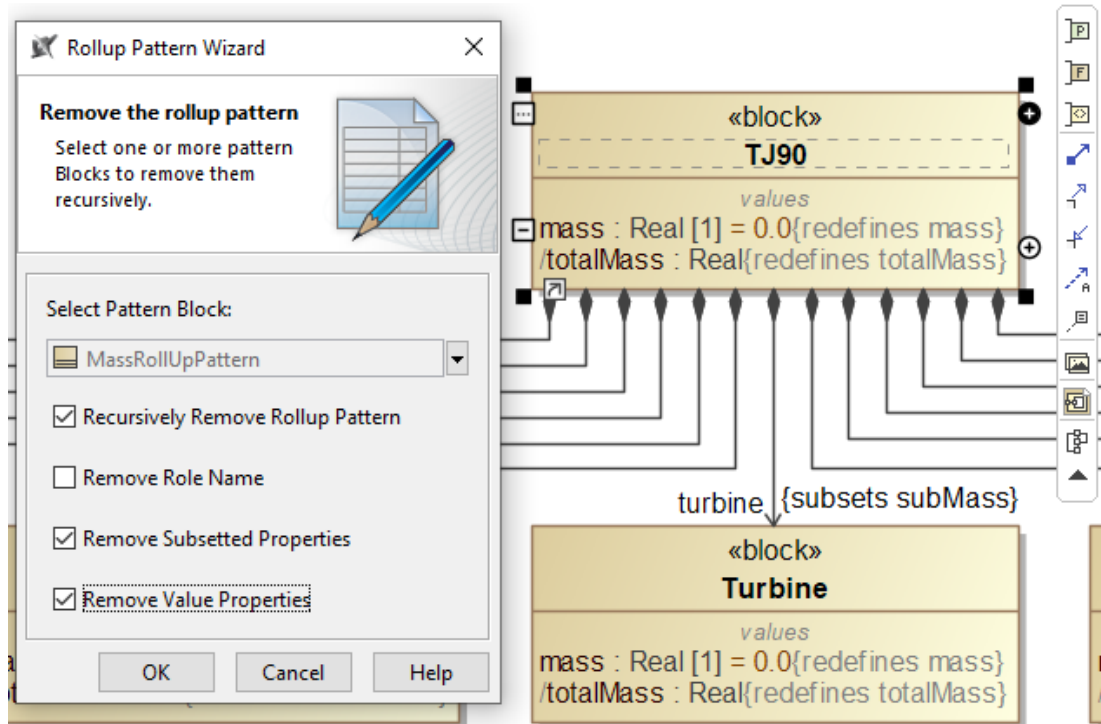 Rollup Pattern Wizard
Remove the rollup pattern
Select one or more pattern
Blocks to remove them
recursively.
Select Pattern Block:
MassRollUpPattern
Recursively Remove Rollup Pattern
Remove Role Name
Remove Subsetted Properties
Remove Value Properties
OK
Cancel
Help
«block»
TJ90
values
mass : Real [1] = 0.0{redefines mass}
/totalMass : Real{redefines totalMass}
turbine
{subsets subMass}
«block»
Turbine
values
mass : Real [1] = 0.0{redefines mass}
/totalMass : Real{redefines totalMass}
P
F
A